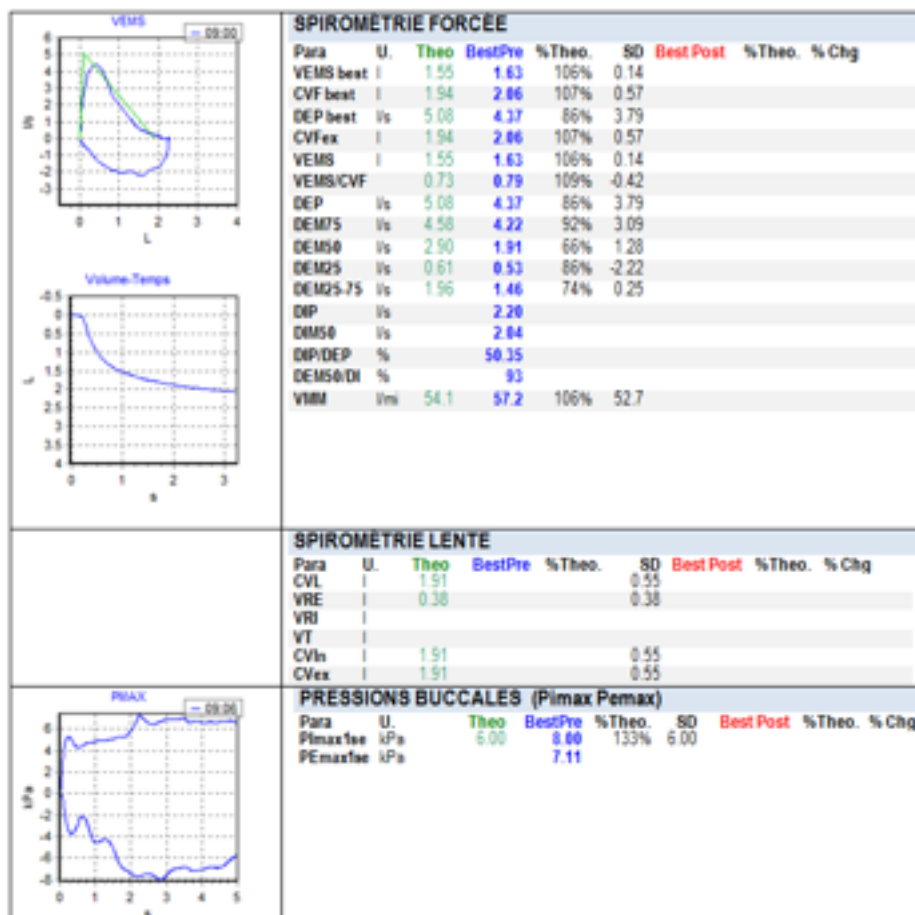 VEMS
09:00
6
5
4
3
2
1
0
-1
-2
-3
l/s
0 1 2 3 4
L
Volume-Temps
-0.5
0
1
1.5
2
2.5
3
3.5
4
L
0 1 2 3
s
SPIROMÈTRIE FORCÈE
Para U. Theo BestPre %Theo. SD Best Post %Theo. % Chg
VEMS best l 1.55 1.63 106% 0.14
CVF best l 1.94 2.06 107% 0.57
DEP best l/s 5.08 4.37 86% 3.79
CVFex l 1.94 2.06 107% 0.57
VEMS l 1.55 1.63 106% 0.14
VEMS/CVF 0.73 0.79 109% -0.42
DEP l/s 5.08 4.37 86% 3.79
DEM75 l/s 4.58 4.22 92% 3.09
DEM50 l/s 2.90 1.91 66% 1.28
DEM25 l/s 0.61 0.53 86% -2.22
DEM25-75 l/s 1.96 1.46 74% 0.25
DIP l/s 2.20
DIM50 l/s 2.04
DIP/DEP % 50.35
DEM50/DI % 93
VMM l/mi 54.1 57.2 106% 52.7
SPIROMÈTRIE LENTE
Para U. Theo BestPre %Theo. SD Best Post %Theo. % Chg
CVL l 1.91 0.55
VRE l 0.38 0.38
VRI l
VT l
CVIn l 1.91 0.55
CVex l 1.91 0.55
PMAX
09:06
6
4
2
0
-2
-4
-6
-8
kPa
0 1 2 3 4 5
s
PRESSIONS BUCCALES (Pimax Pemax)
Para U. Theo BestPre %Theo. SD Best Post %Theo. % Chg
PImax1se kPa 6.00 8.00 133% 6.00
PEmax1se kPa 7.11